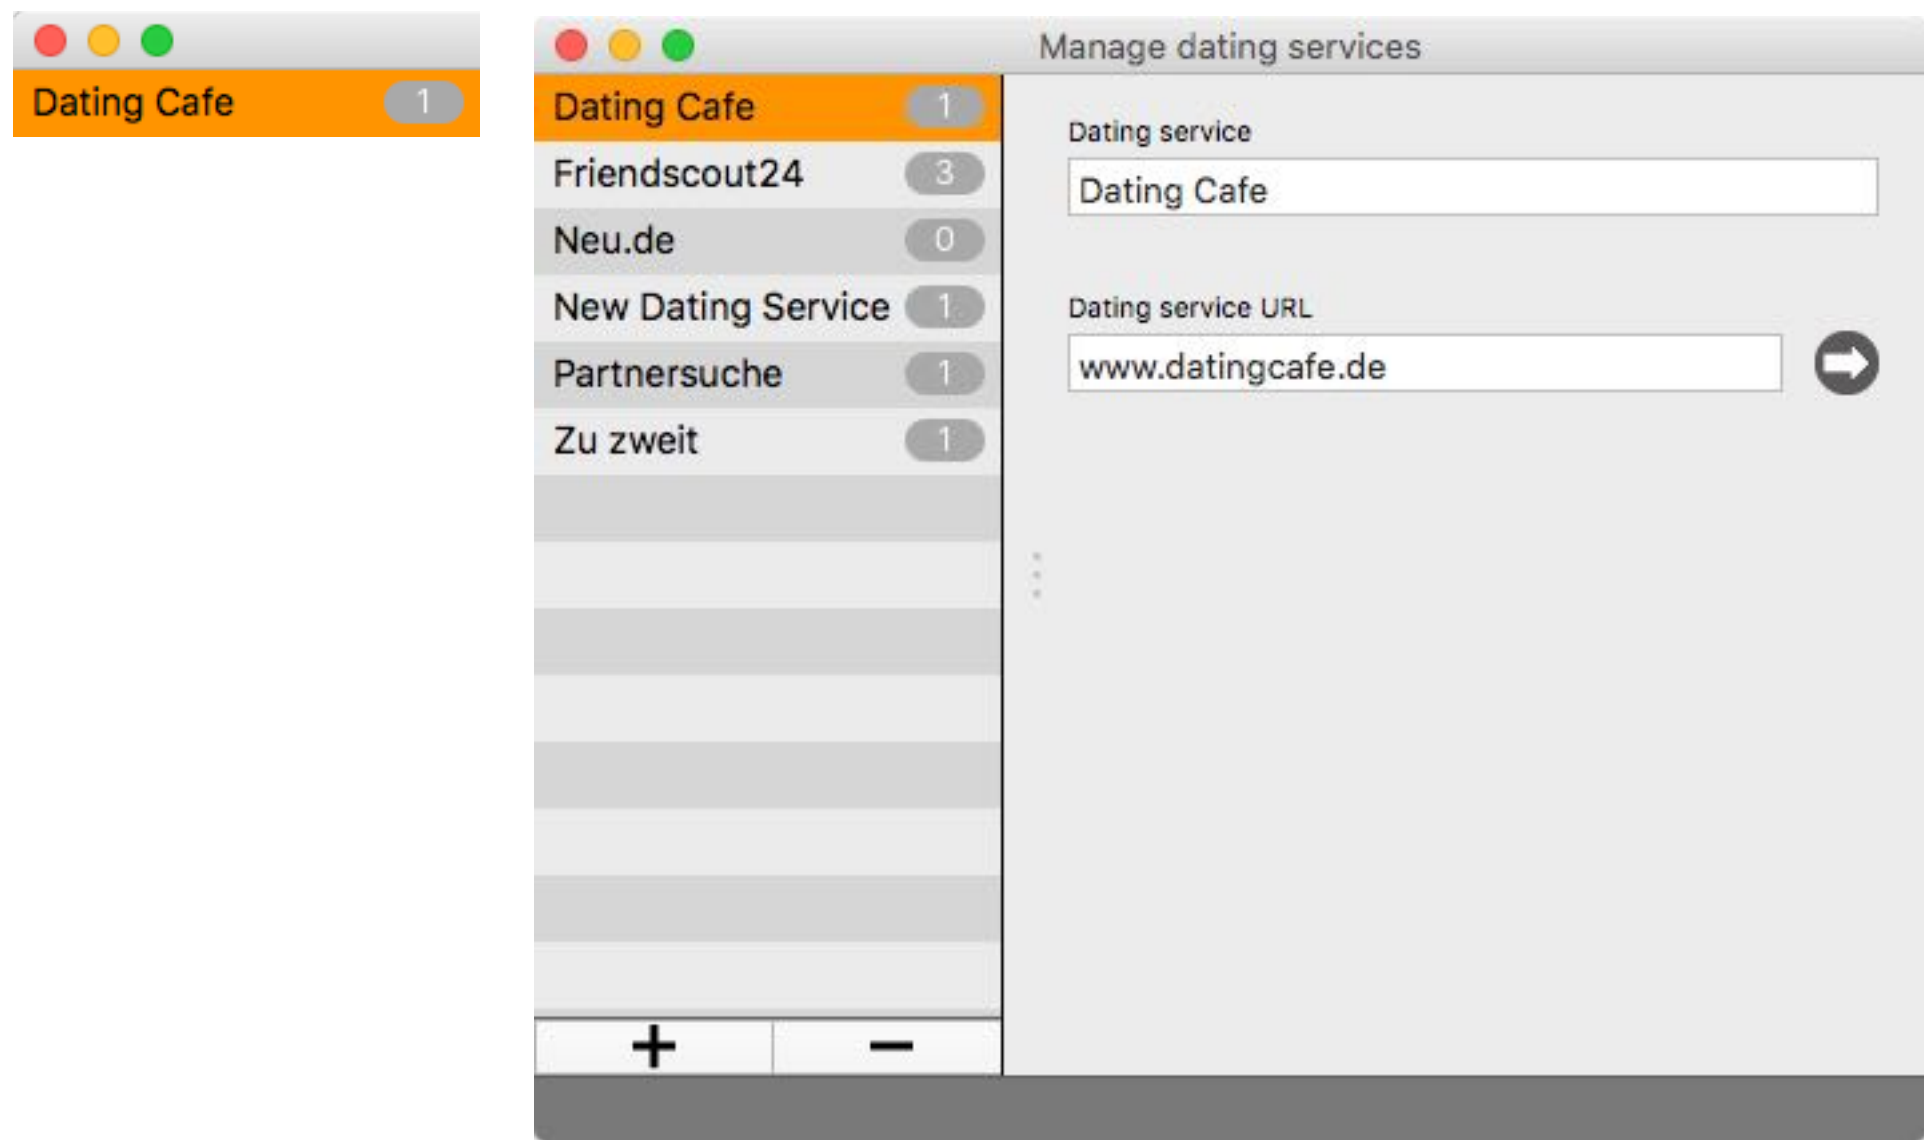 Dating Cafe 1
Manage dating services
Dating Cafe 1
Friendscout24 3
Neu.de 0
New Dating Service 1
Partnersuche 1
Zu zweit 1
Dating service
Dating Cafe
Dating service URL
www.datingcafe.de